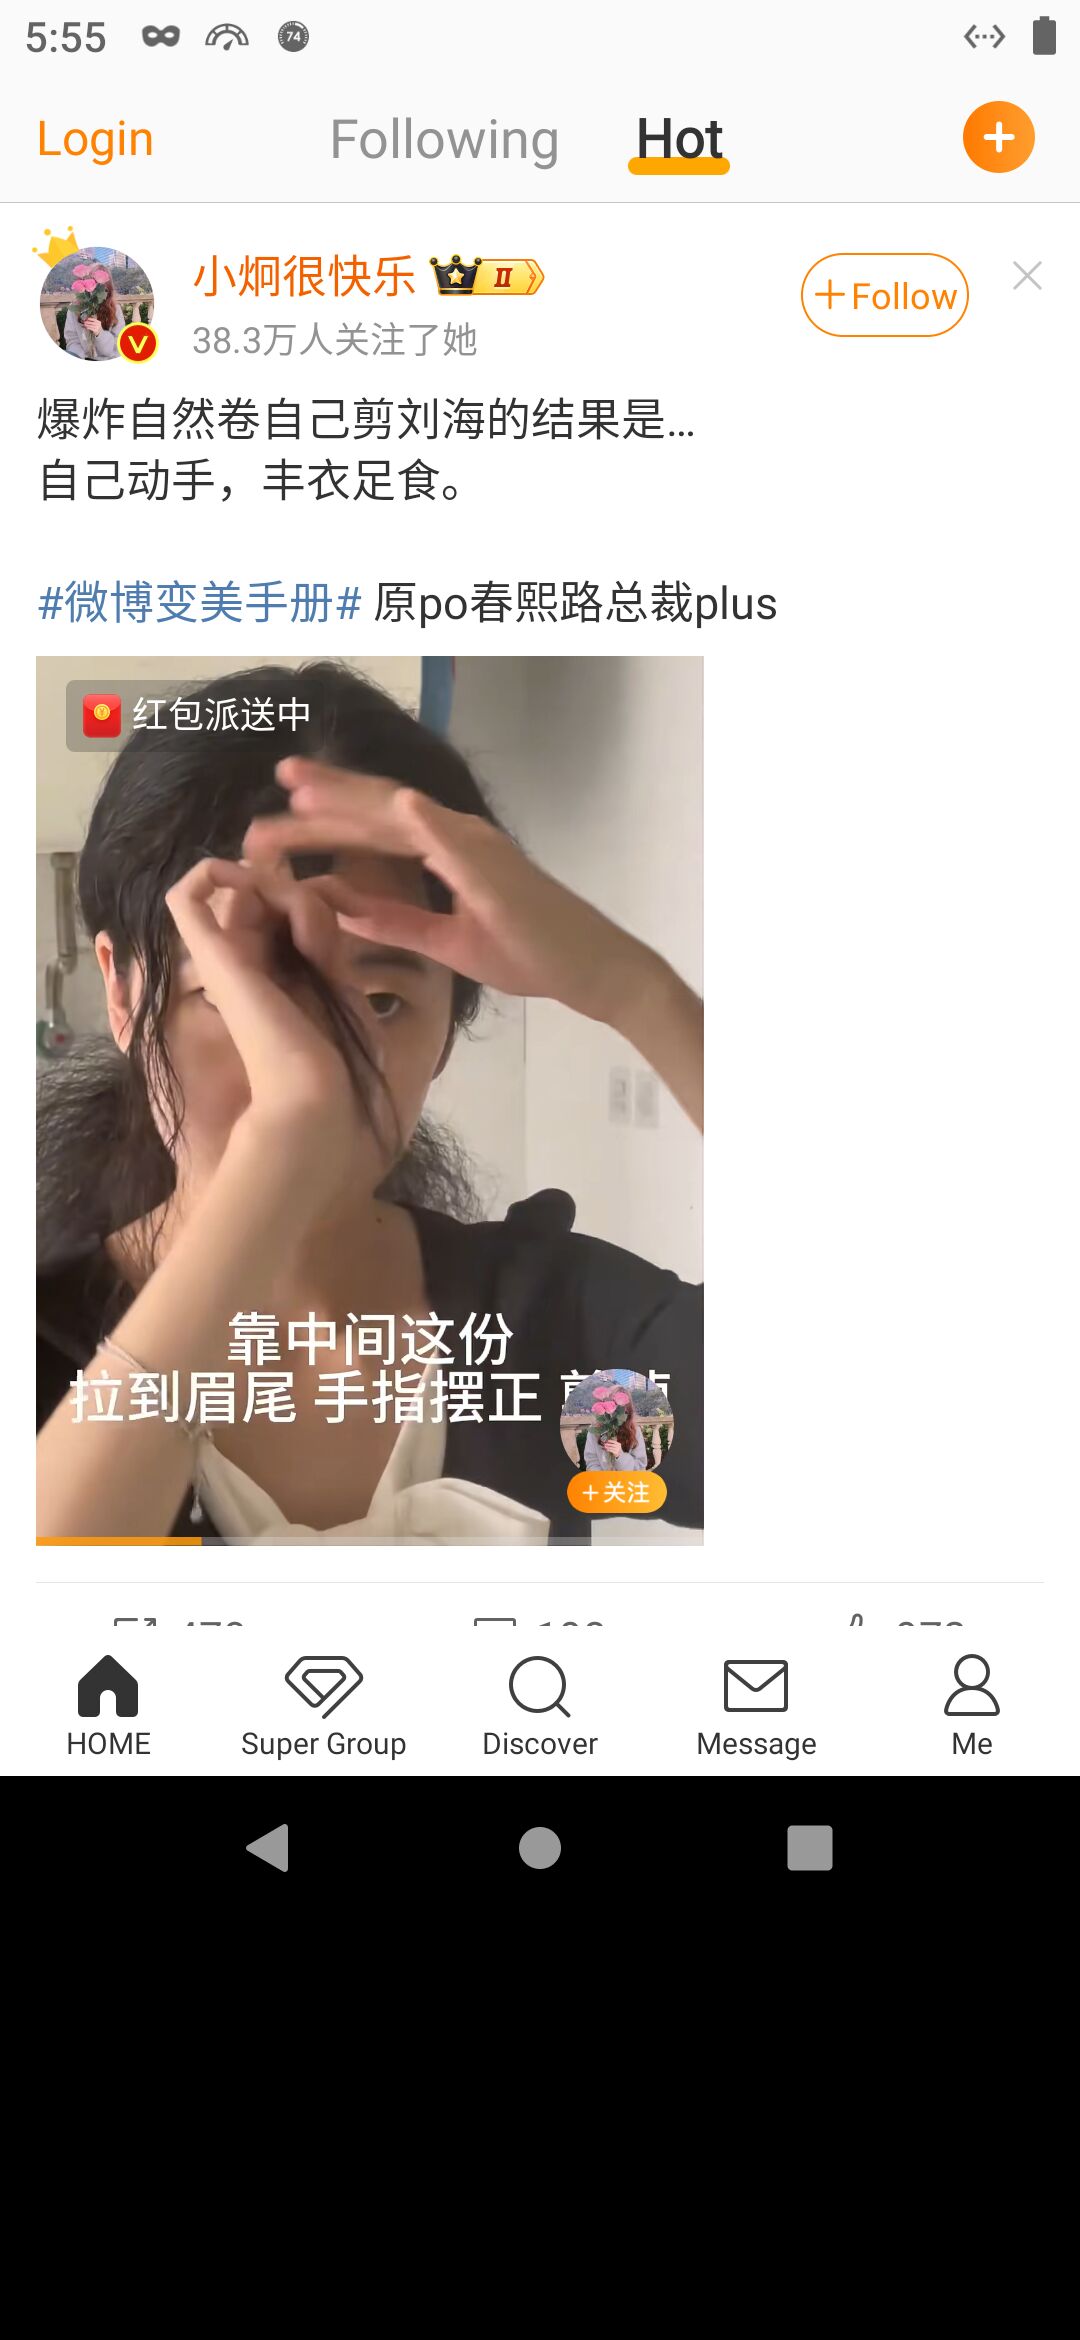 5:55
74
Login
Following
Hot
小炯很快乐
II
+Follow
38.3万人关注了她
V
爆炸自然卷自己剪刘海的结果是...
自己动手，丰衣足食。
#微博变美手册# 原po春熙路总裁plus
红包派送中
靠中间这份
拉到眉尾 手指摆正
+关注
HOME
Super Group
Discover
Message
Me